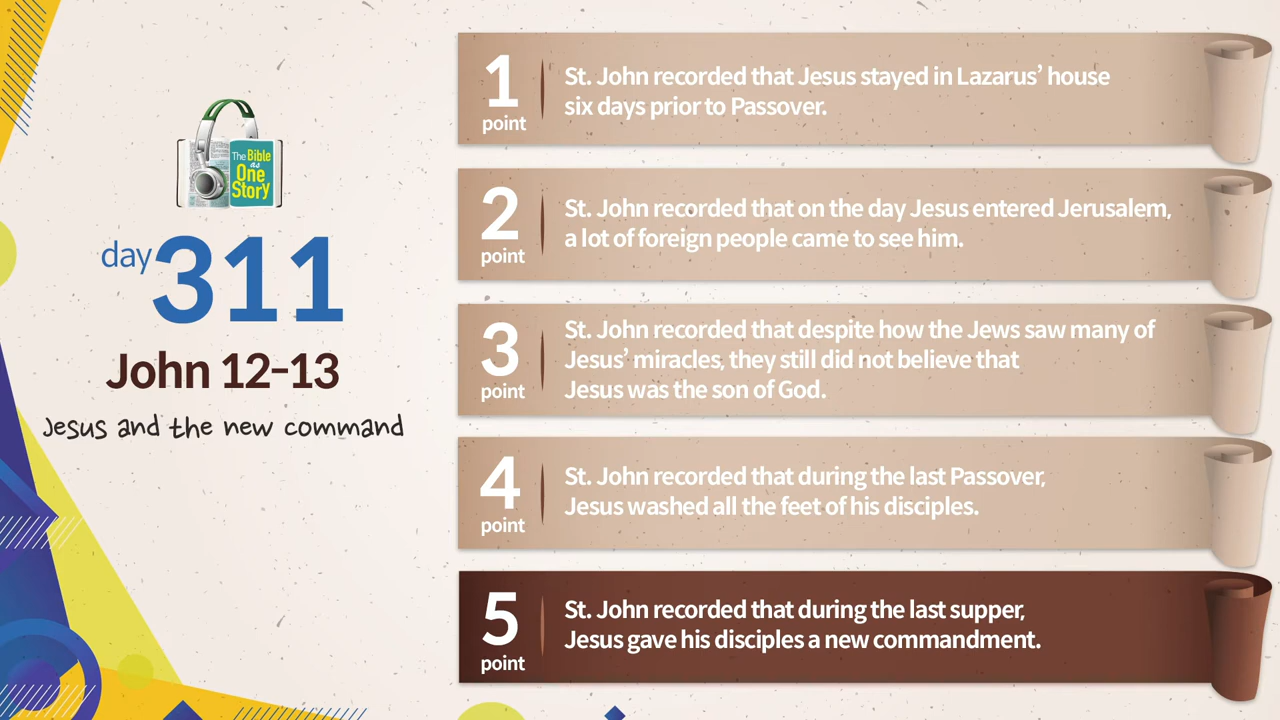 The Bible
as
One
Story
day 311
John 12-13
Jesus and the new command
1
point
St. John recorded that Jesus stayed in Lazarus’ house
six days prior to Passover.
2
point
St. John recorded that on the day Jesus entered Jerusalem,
a lot of foreign people came to see him.
3
point
St. John recorded that despite how the Jews saw many of
Jesus’ miracles, they still did not believe that
Jesus was the son of God.
4
point
St. John recorded that during the last Passover,
Jesus washed all the feet of his disciples.
5
point
St. John recorded that during the last supper,
Jesus gave his disciples a new commandment.